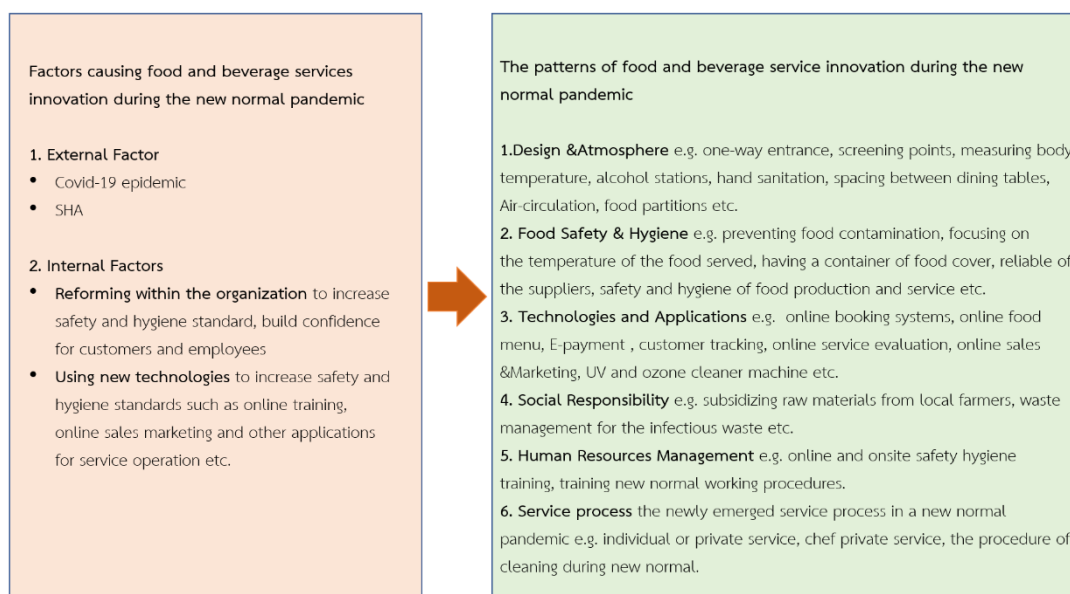 Factors causing food and beverage services
innovation during the new normal pandemic
1. External Factor
• Covid-19 epidemic
• SHA
2. Internal Factors
• Reforming within the organization to increase
safety and hygiene standard, build confidence
for customers and employees
• Using new technologies to increase safety and
hygiene standards such as online training,
online sales marketing and other applications
for service operation etc.
The patterns of food and beverage service innovation during the new
normal pandemic
1.Design &Atmosphere e.g. one-way entrance, screening points, measuring body
temperature, alcohol stations, hand sanitation, spacing between dining tables,
Air-circulation, food partitions etc.
2. Food Safety & Hygiene e.g. preventing food contamination, focusing on
the temperature of the food served, having a container of food cover, reliable of
the suppliers, safety and hygiene of food production and service etc.
3. Technologies and Applications e.g. online booking systems, online food
menu, E-payment , customer tracking, online service evaluation, online sales
&Marketing, UV and ozone cleaner machine etc.
4. Social Responsibility e.g. subsidizing raw materials from local farmers, waste
management for the infectious waste etc.
5. Human Resources Management e.g. online and onsite safety hygiene
training, training new normal working procedures.
6. Service process the newly emerged service process in a new normal
pandemic e.g. individual or private service, chef private service, the procedure of
cleaning during new normal.